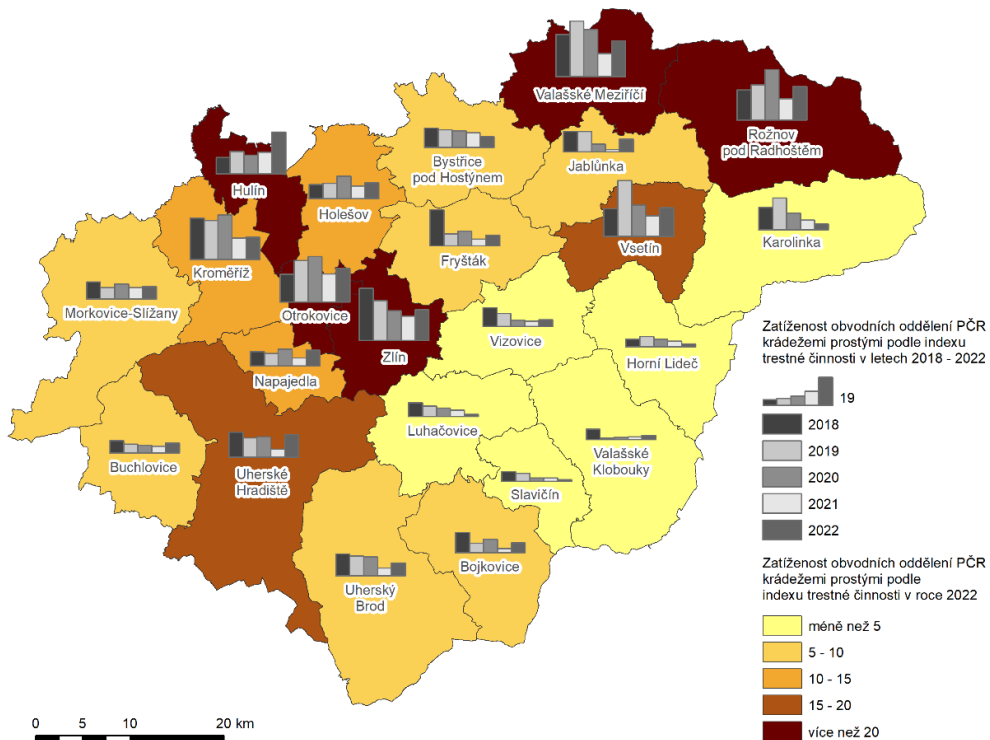 Valašské Meziříčí
Rožnov
pod Radhoštěm
Bystřice
pod Hostýnem
Jablůnka
Hulín
Holešov
Vsetín
Karolinka
Fryšták
Kroměříž
Morkovice-Slížany
Otrokovice
Zlín
Vizovice
Horní Lideč
Napajedla
Luhačovice
Valašské
Klobouky
Buchlovice
Uherské
Hradiště
Slavičín
Bojkovice
Uherský
Brod
Zatíženost obvodních oddělení PČR
krádežemi prostými podle indexu
trestné činnosti v letech 2018 - 2022
19
2018
2019
2020
2021
2022
Zatíženost obvodních oddělení PČR
krádežemi prostými podle
indexu trestné činnosti v roce 2022
méně než 5
5 - 10
10 - 15
15 - 20
více než 20
0 5 10 20 km